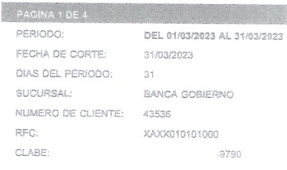 PAGINA 1 DE 4
PERIODO: DEL 01/03/2023 AL 31/03/2023
FECHA DE CORTE: 31/03/2023
DIAS DEL PERIODO: 31
SUCURSAL: BANCA GOBIERNO
NUMERO DE CLIENTE: 43536
RFC: XAXX010101000
CLABE: -9790